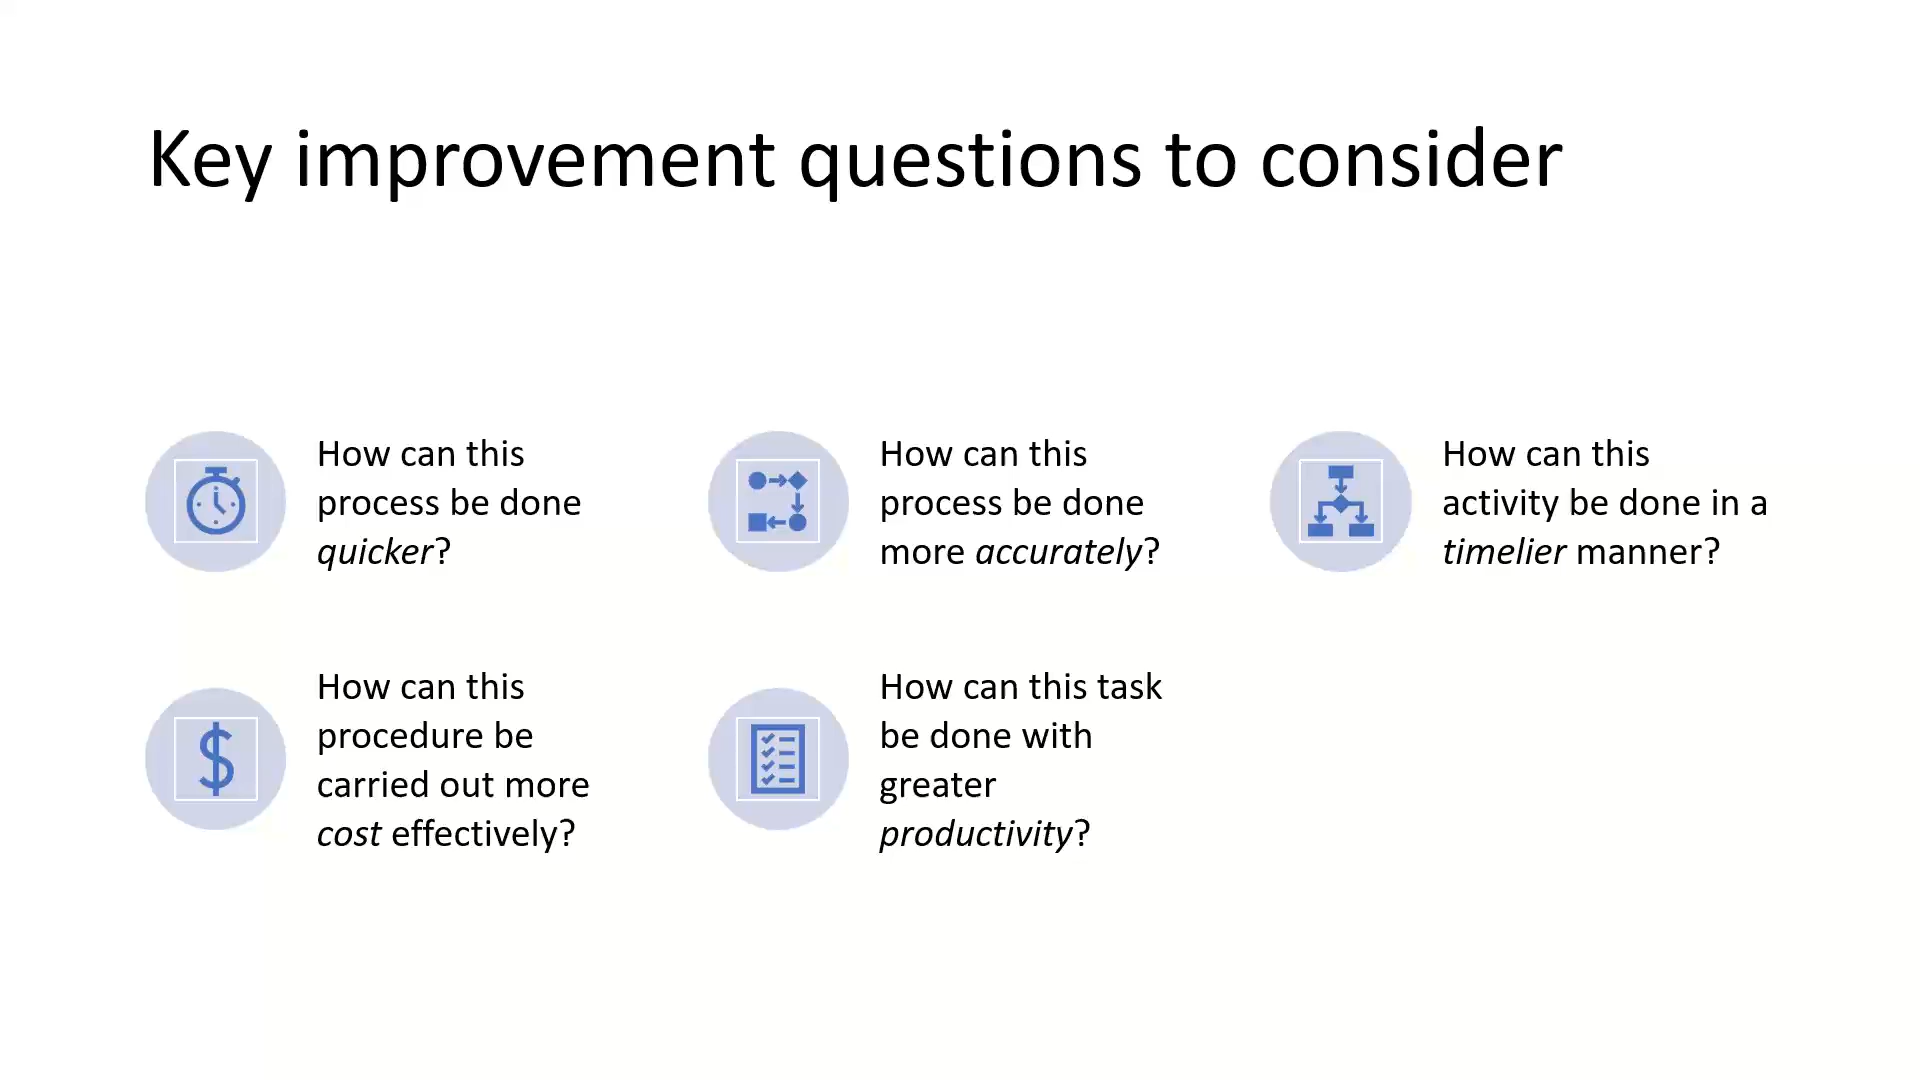 Key improvement questions to consider
How can this
process be done
quicker?
How can this
process be done
more accurately?
How can this
activity be done in a
timelier manner?
How can this
procedure be
carried out more
cost effectively?
How can this task
be done with
greater
productivity?